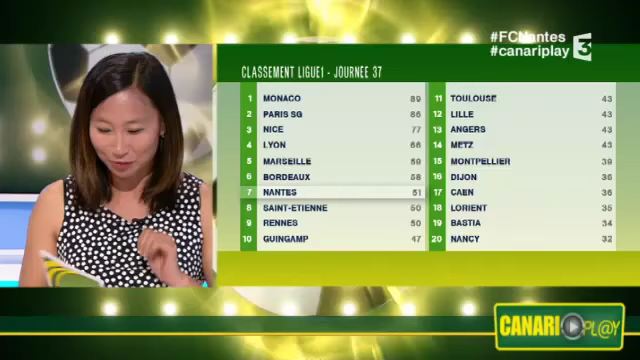 #FCNantes
#canariplay 3
CLASSEMENT LIGUE1 - JOURNÉE 37
1 MONACO 89
2 PARIS SG 86
3 NICE 77
4 LYON 66
5 MARSEILLE 59
6 BORDEAUX 58
7 NANTES 51
8 SAINT-ETIENNE 50
9 RENNES 50
10 GUINGAMP 47
11 TOULOUSE 43
12 LILLE 43
13 ANGERS 43
14 METZ 43
15 MONTPELLIER 39
16 DIJON 36
17 CAEN 36
18 LORIENT 35
19 BASTIA 34
20 NANCY 32
CANARI PL@Y